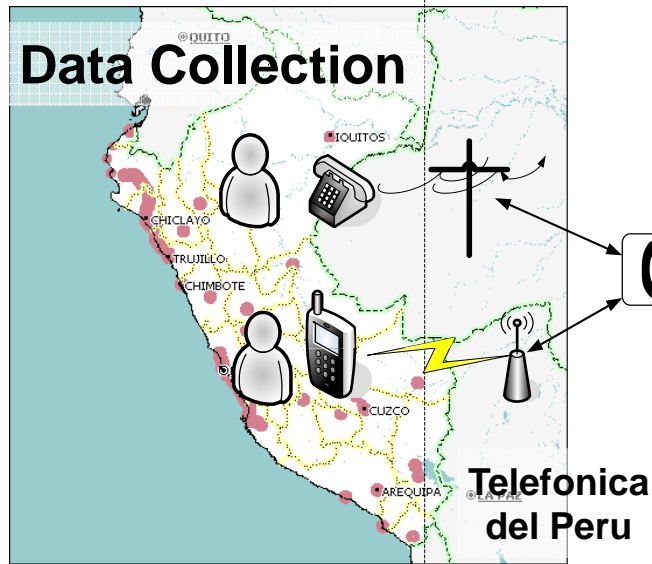 QUITO
Data Collection
IQUITOS
CHICLAYO
TRUJILLO
CHIMBOTE
CUZCO
AREQUIPA
LA PAZ
Telefonica
del Peru